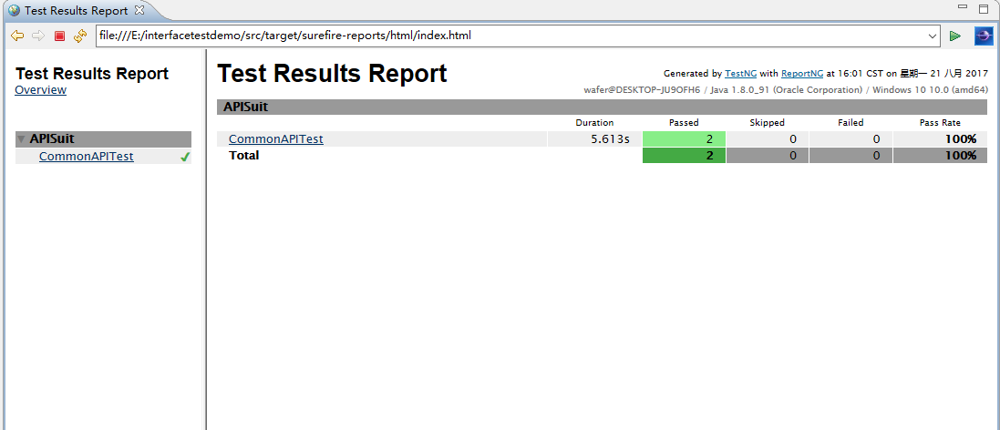 Test Results Report
file:///E:/interfacetestdemo/src/target/surefire-reports/html/index.html
Test Results Report
Overview
APISuit
CommonAPITest
Test Results Report
Generated by TestNG with ReportNG at 16:01 CST on 星期一 21 八月 2017
wafer@DESKTOP-JU9OFH6 / Java 1.8.0_91 (Oracle Corporation) / Windows 10 10.0 (amd64)
APISuit
Duration Passed Skipped Failed Pass Rate
CommonAPITest 5.613s 2 0 0 100%
Total 2 0 0 100%